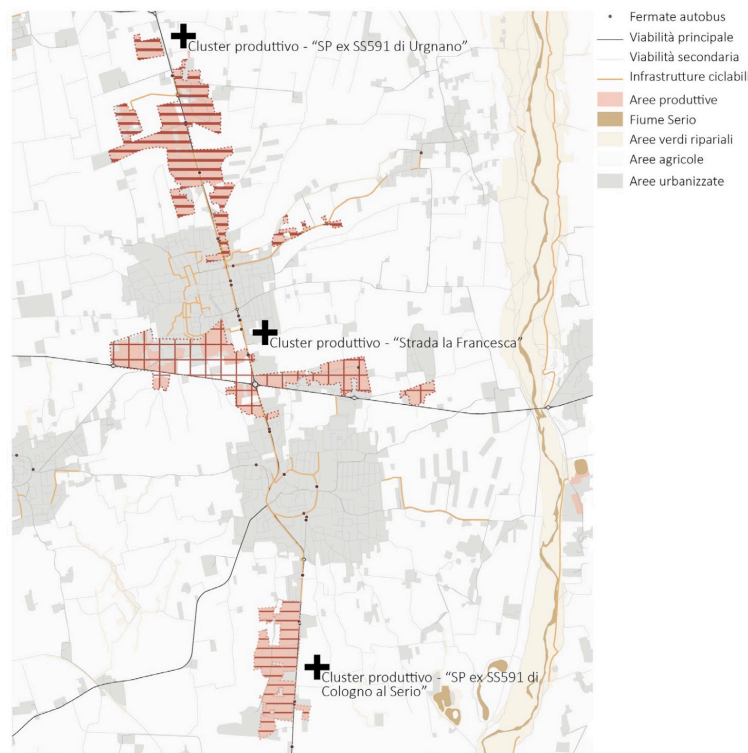 Cluster produttivo - “SP ex SS591 di Urgnano”
Cluster produttivo - “Strada la Francesca”
Cluster produttivo - “SP ex SS591 di
Cologno al Serio”
Fermate autobus
Viabilità principale
Viabilità secondaria
Infrastrutture ciclabili
Aree produttive
Fiume Serio
Aree verdi ripariali
Aree agricole
Aree urbanizzate